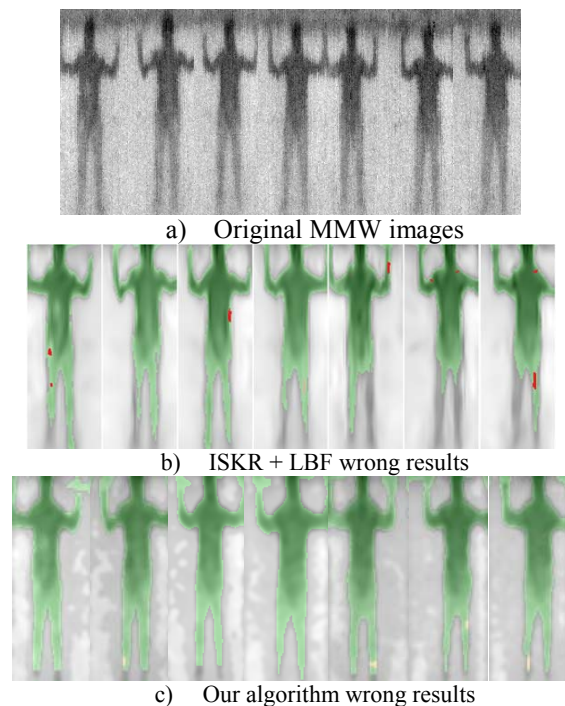 a) Original MMW images
b) ISKR + LBF wrong results
c) Our algorithm wrong results